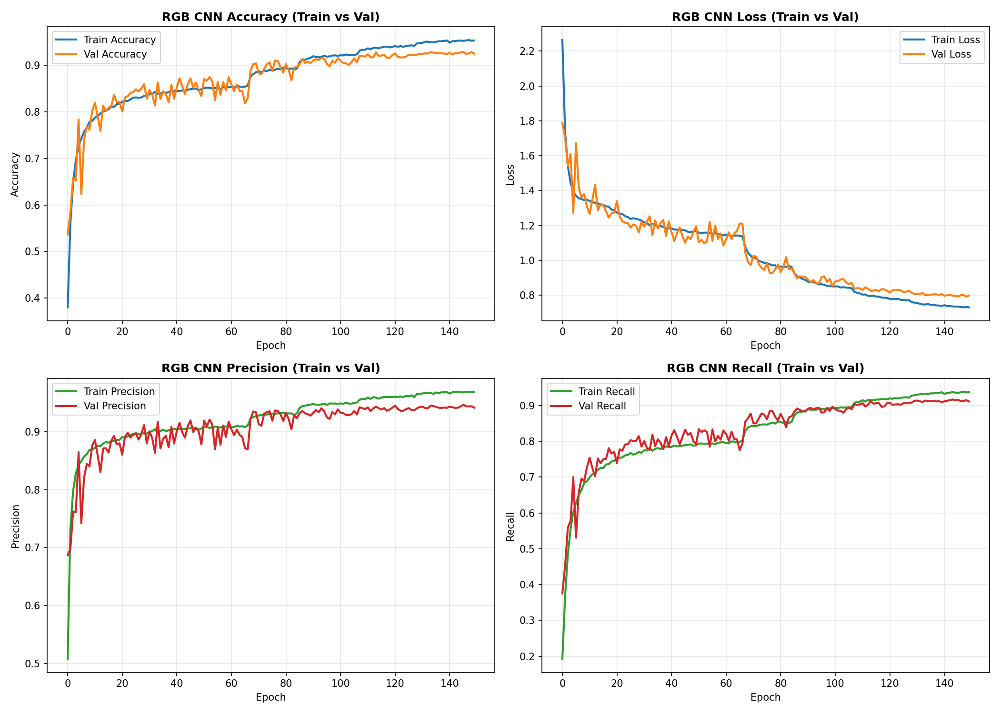 RGB CNN Accuracy (Train vs Val)
Train Accuracy
Val Accuracy
Accuracy
0.9
0.8
0.7
0.6
0.5
0.4
0 20 40 60 80 100 120 140
Epoch
RGB CNN Loss (Train vs Val)
Train Loss
Val Loss
Loss
2.2
2.0
1.8
1.6
1.4
1.2
1.0
0.8
0 20 40 60 80 100 120 140
Epoch
RGB CNN Precision (Train vs Val)
Train Precision
Val Precision
Precision
0.9
0.8
0.7
0.6
0.5
0 20 40 60 80 100 120 140
Epoch
RGB CNN Recall (Train vs Val)
Train Recall
Val Recall
Recall
0.9
0.8
0.7
0.6
0.5
0.4
0.3
0.2
0 20 40 60 80 100 120 140
Epoch